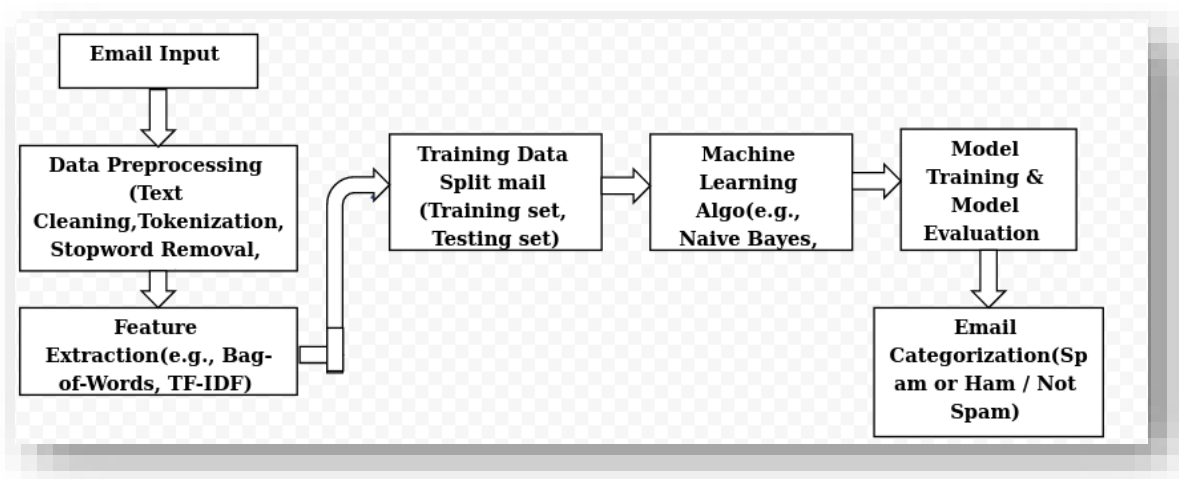 Email Input
Data Preprocessing
(Text
Cleaning,Tokenization,
Stopword Removal,
Feature
Extraction(e.g., Bag-
of-Words, TF-IDF)
Training Data
Split mail
(Training set,
Testing set)
Machine
Learning
Algo(e.g.,
Naive Bayes,
Model
Training &
Model
Evaluation
Email
Categorization(Sp
am or Ham / Not
Spam)